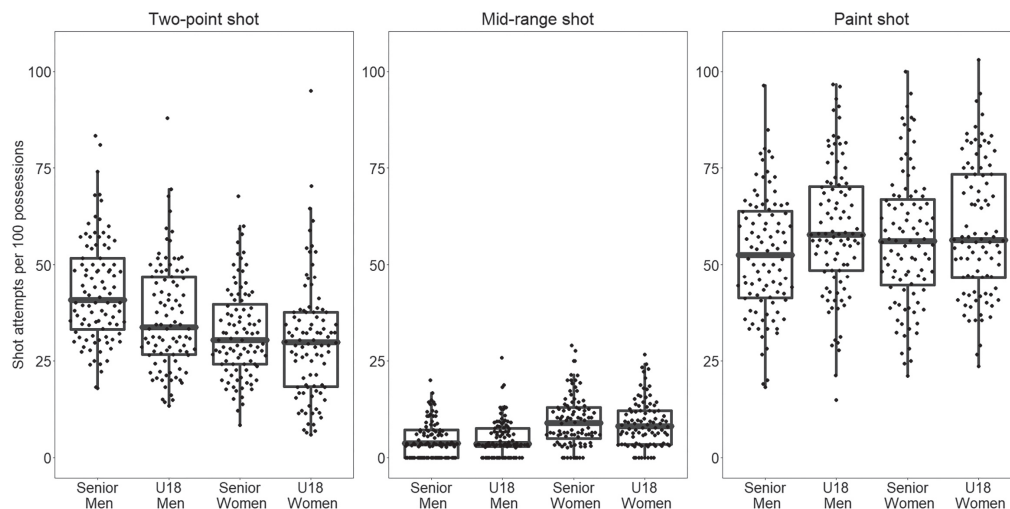 Two-point shot
Mid-range shot
Paint shot
Shot attempts per 100 possessions
100
75
50
25
0
Senior Men
U18 Men
Senior Women
U18 Women
100
75
50
25
0
Senior Men
U18 Men
Senior Women
U18 Women
100
75
50
25
0
Senior Men
U18 Men
Senior Women
U18 Women